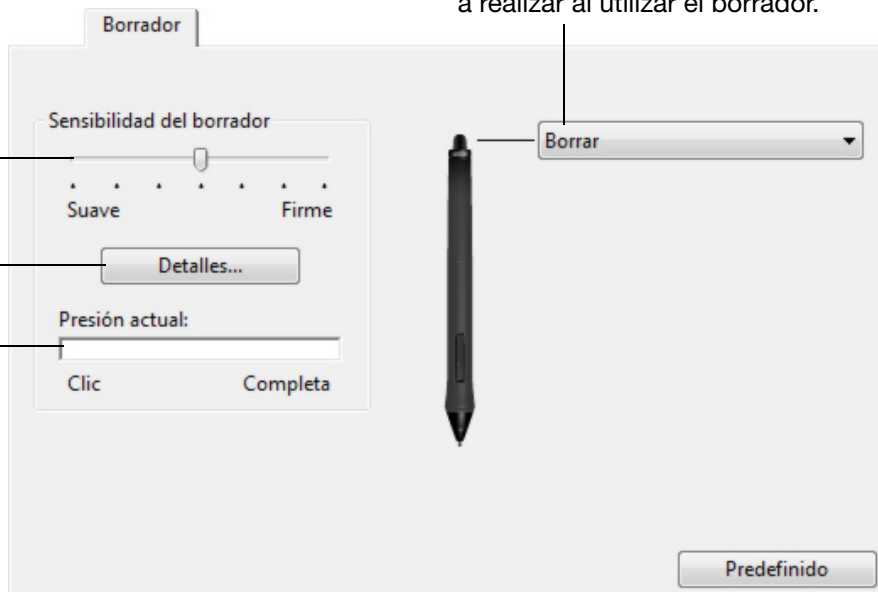 a realizar al utilizar el borrador.
Borrador
Sensibilidad del borrador
Borrar
Suave Firme
Detalles...
Presión actual:
Clic Completa
Predefinido